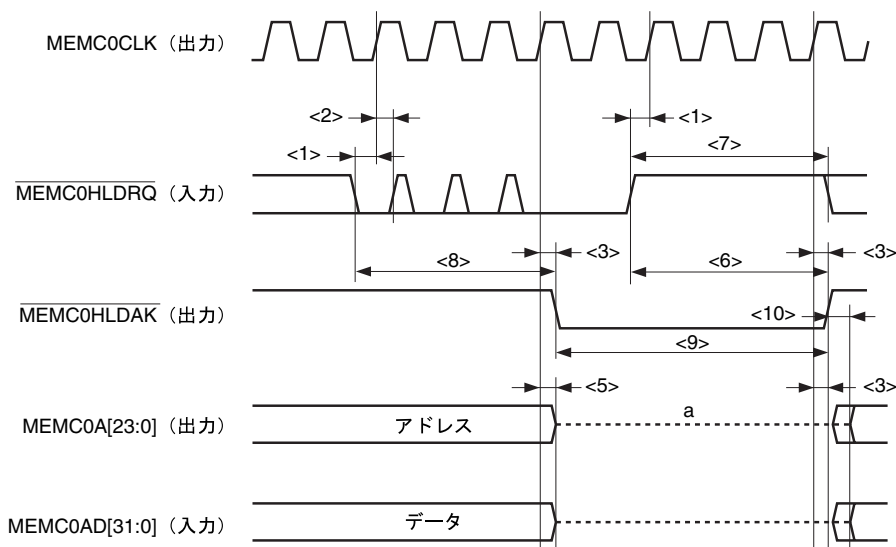 MEMC0CLK（出力）
<2>
<1>
<1>
<7>
MEMC0HLDRQ（入力）
<8>
<3>
<6>
<3>
MEMC0HLDAK（出力）
<10>
<9>
<5>
<3>
MEMC0A[23:0]（出力）
アドレス
a
MEMC0AD[31:0]（入力）
データ